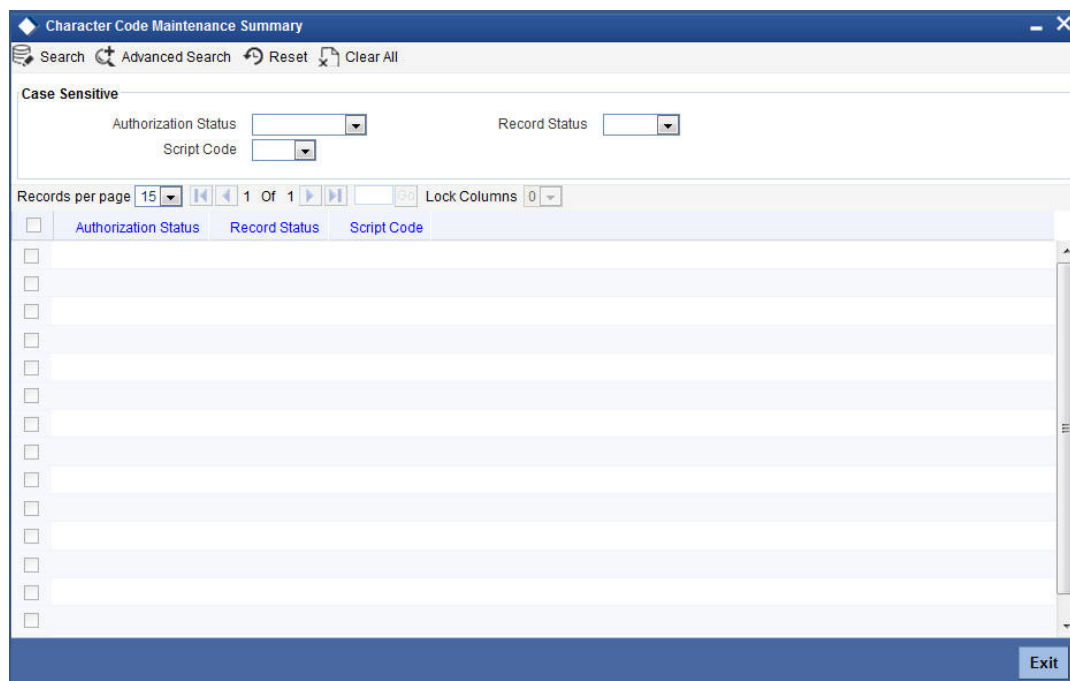 Character Code Maintenance Summary
Search Advanced Search Reset Clear All
Case Sensitive
Authorization Status Record Status
Script Code
Records per page 15 1 Of 1 Go Lock Columns 0
Authorization Status Record Status Script Code
Exit